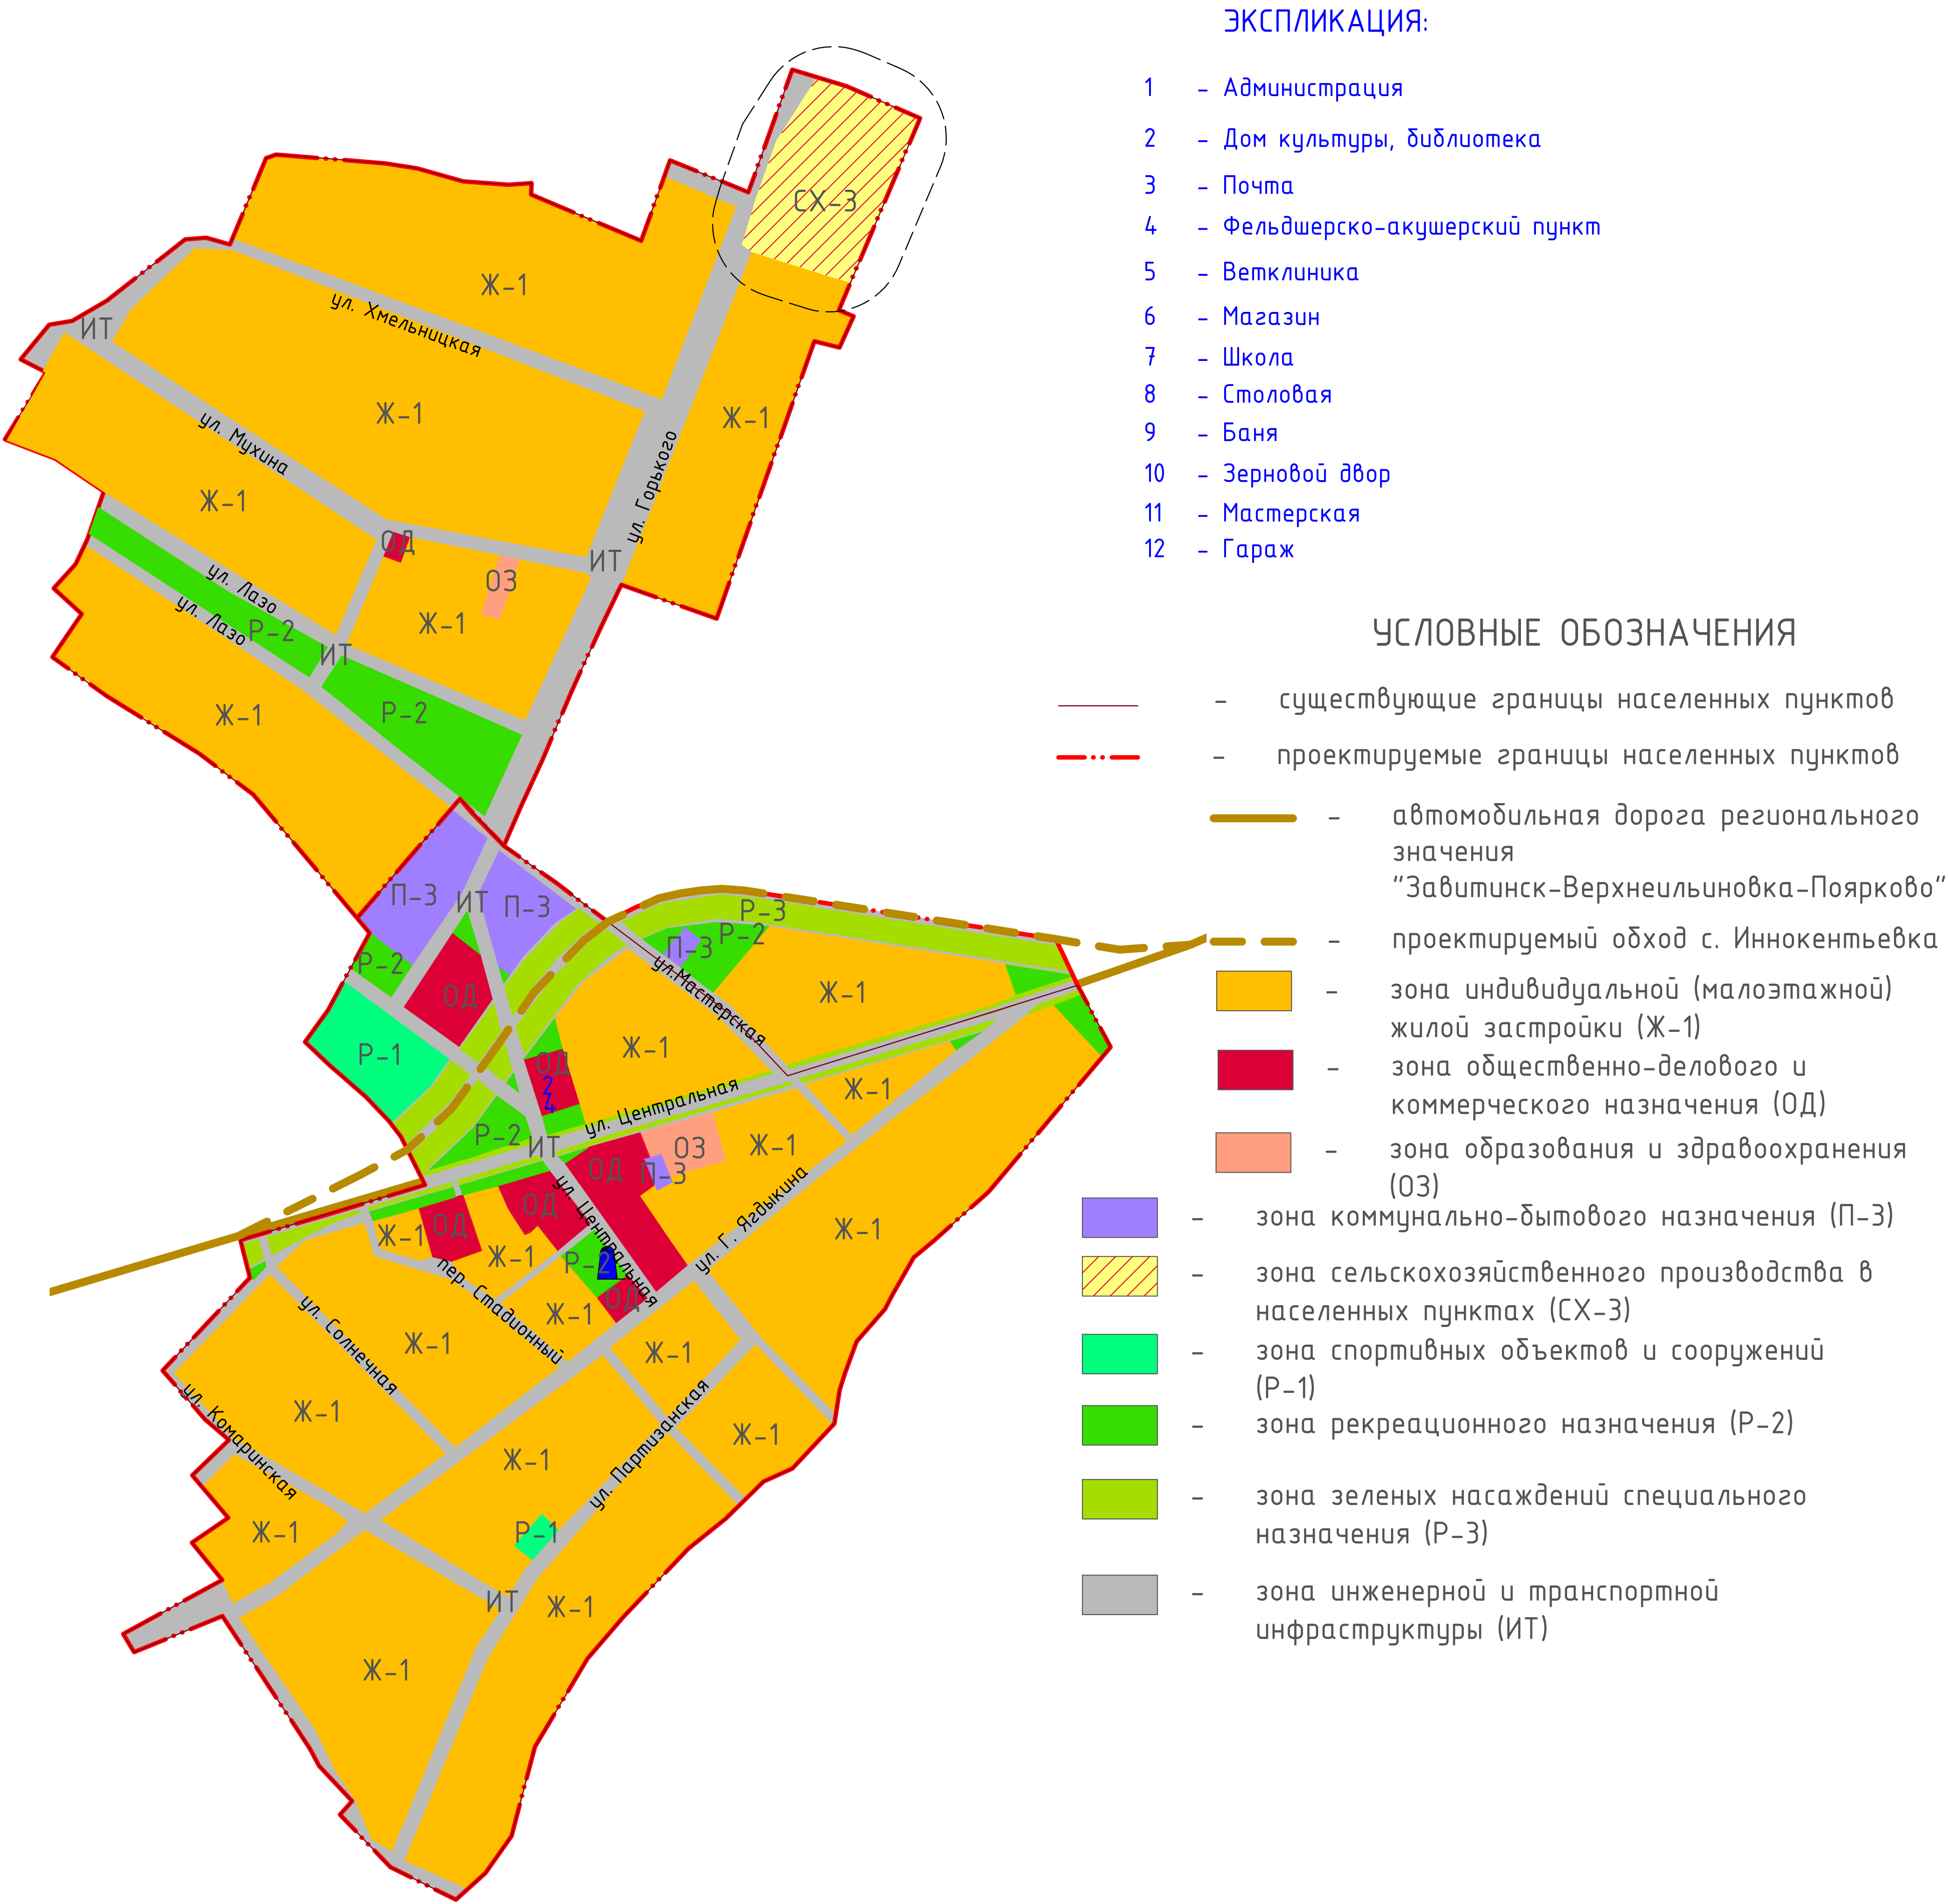 ЭКСПЛИКАЦИЯ:
1 - Администрация
2 - Дом культуры, библиотека
3 - Почта
4 - Фельдшерско-акушерский пункт
5 - Ветклиника
6 - Магазин
7 - Школа
8 - Столовая
9 - Баня
10 - Зерновой двор
11 - Мастерская
12 - Гараж
УСЛОВНЫЕ ОБОЗНАЧЕНИЯ
- существующие границы населенных пунктов
- проектируемые границы населенных пунктов
- автомобильная дорога регионального
значения
"Завитинск-Верхнеильиновка-Поярково"
- проектируемый обход с. Иннокентьевка
- зона индивидуальной (малоэтажной)
жилой застройки (Ж-1)
- зона общественно-делового и
коммерческого назначения (ОД)
- зона образования и здравоохранения
(ОЗ)
- зона коммунально-бытового назначения (П-3)
- зона сельскохозяйственного производства в
населенных пунктах (СХ-3)
- зона спортивных объектов и сооружений
(Р-1)
- зона рекреационного назначения (Р-2)
- зона зеленых насаждений специального
назначения (Р-3)
- зона инженерной и транспортной
инфраструктуры (ИТ)
СХ-3
Ж-1
ул. Хмельницкая
ИТ
Ж-1
Ж-1
ул. Мухина
ул. Горького
Ж-1
ОД
ИТ
ОЗ
ул. Лазо
ул. Лазо
Ж-1
Р-2
ИТ
Р-2
Ж-1
П-3
ИТ
П-3
Р-3
Р-2
П-3
Р-2
ул.Мастерская
ОД
Ж-1
Р-1
Ж-1
ОД
2
4
Ж-1
ул. Центральная
Р-2
ИТ
ОЗ
Ж-1
ОД
П-3
ул. Центральная
ОД
ОД
Ж-1
Ж-1
Р-2
ул. Г. Ягдыкина
Ж-1
пер. Стадионный
ОД
Ж-1
ул. Солнечная
Ж-1
Ж-1
Ж-1
ул. Комаринская
ул. Партизанская
Ж-1
Ж-1
Р-1
Ж-1
ИТ
Ж-1
Ж-1